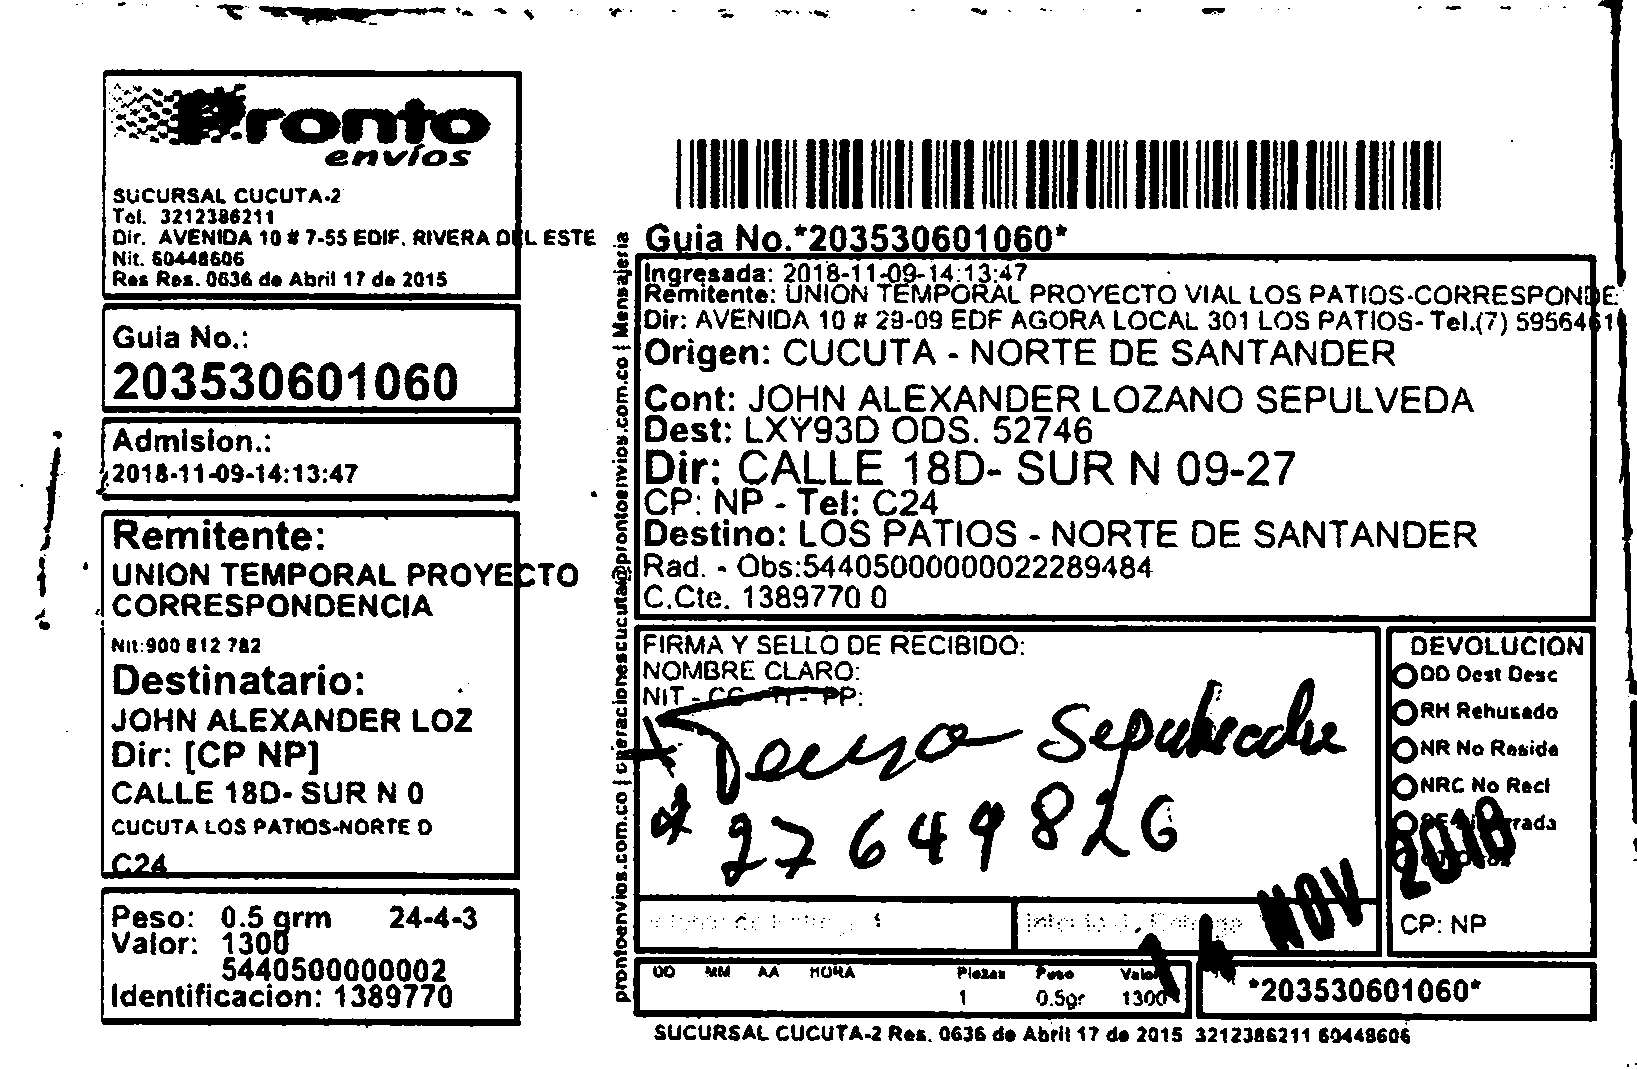 Pronto
envíos
SUCURSAL CUCUTA-2
Tel. 3212386211
Dir. AVENIDA 10 # 7-55 EDIF. RIVERA DEL ESTE
Nit. 60448606
Res Res. 0636 de Abril 17 de 2015
Guia No.:
203530601060
Admision.:
2018-11-09-14:13:47
Remitente:
UNION TEMPORAL PROYECTO
CORRESPONDENCIA
Nit:900 812 782
Destinatario:
JOHN ALEXANDER LOZ
Dir: [CP NP]
CALLE 18D- SUR N 0
CUCUTA LOS PATIOS-NORTE D
C24
Peso: 0.5 grm 24-4-3
Valor: 1300
5440500000002
Identificacion: 1389770
prontoenvios.com.co | operacionescucuta@prontoenvios.com.co | Mensajeria
Guia No.*203530601060*
Ingresada: 2018-11-09-14:13:47
Remitente: UNION TEMPORAL PROYECTO VIAL LOS PATIOS-CORRESPONDE
Dir: AVENIDA 10 # 29-09 EDF AGORA LOCAL 301 LOS PATIOS- Tel.(7) 5956461
Origen: CUCUTA - NORTE DE SANTANDER
Cont: JOHN ALEXANDER LOZANO SEPULVEDA
Dest: LXY93D ODS. 52746
Dir: CALLE 18D- SUR N 09-27
CP: NP - Tel: C24
Destino: LOS PATIOS - NORTE DE SANTANDER
Rad. - Obs:54405000000022289484
C.Cte. 1389770 0
FIRMA Y SELLO DE RECIBIDO:
NOMBRE CLARO:
NIT - CC - TI - PP:
Sepulveda
27649826
DEVOLUCION
DD Dest Desc
RH Rehusado
NR No Reside
NRC No Recl
14 NOV 2018
CP: NP
DD MM AA HORA Piezas Peso Valor
1 0.5gr 1300
*203530601060*
SUCURSAL CUCUTA-2 Res. 0636 de Abril 17 de 2015 3212386211 60448606